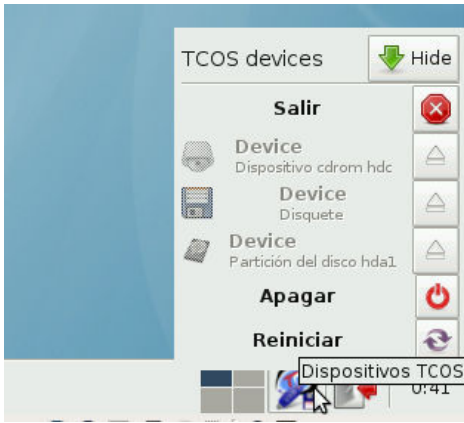 TCOS devices
Hide
Salir
Device
Dispositivo cdrom hdc
Device
Disquete
Device
Partición del disco hda1
Apagar
Reiniciar
Dispositivos TCOS
0:41